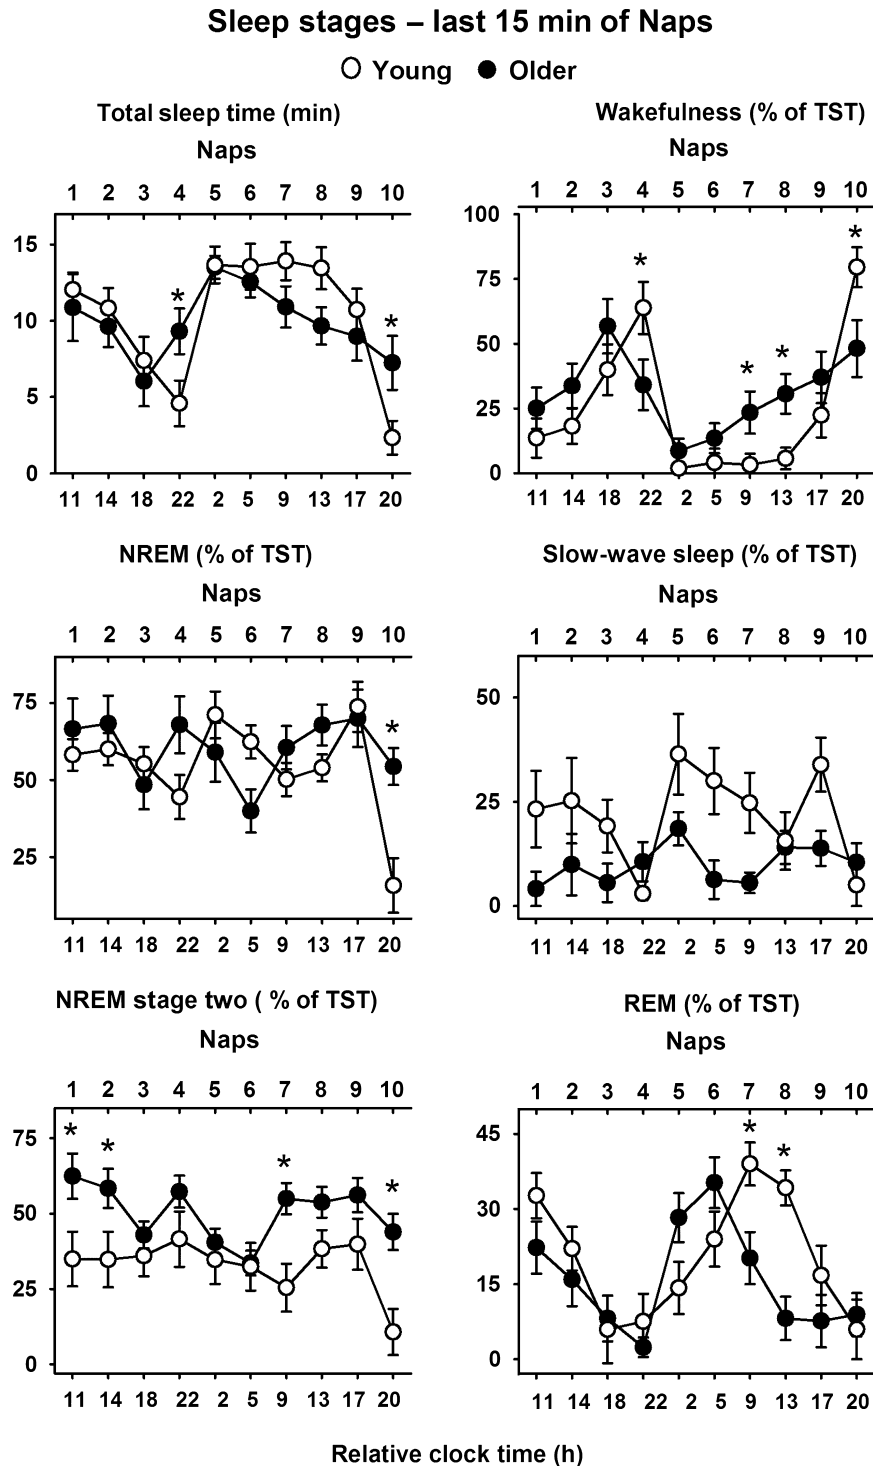 Sleep stages – last 15 min of Naps
Young Older
Total sleep time (min)
Naps
1 2 3 4 5 6 7 8 9 10
15
10
5
0
* *
11 14 18 22 2 5 9 13 17 20
Wakefulness (% of TST)
Naps
1 2 3 4 5 6 7 8 9 10
100
75
50
25
0
* * * *
11 14 18 22 2 5 9 13 17 20
NREM (% of TST)
Naps
1 2 3 4 5 6 7 8 9 10
75
50
25
*
11 14 18 22 2 5 9 13 17 20
Slow-wave sleep (% of TST)
Naps
1 2 3 4 5 6 7 8 9 10
50
25
0
11 14 18 22 2 5 9 13 17 20
NREM stage two ( % of TST)
Naps
1 2 3 4 5 6 7 8 9 10
75
50
25
0
* * * *
11 14 18 22 2 5 9 13 17 20
REM (% of TST)
Naps
1 2 3 4 5 6 7 8 9 10
45
30
15
0
* *
11 14 18 22 2 5 9 13 17 20
Relative clock time (h)